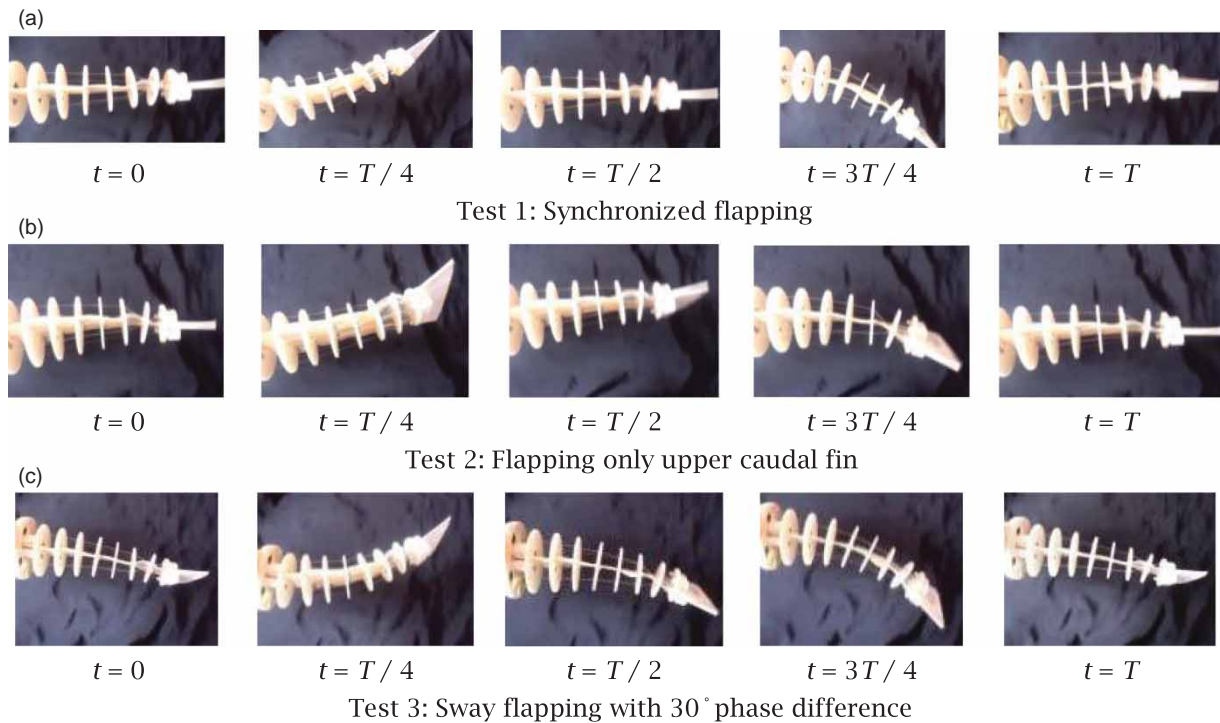 (a)
t = 0 t = T / 4 t = T / 2 t = 3T / 4 t = T
Test 1: Synchronized flapping
(b)
t = 0 t = T / 4 t = T / 2 t = 3T / 4 t = T
Test 2: Flapping only upper caudal fin
(c)
t = 0 t = T / 4 t = T / 2 t = 3T / 4 t = T
Test 3: Sway flapping with 30° phase difference